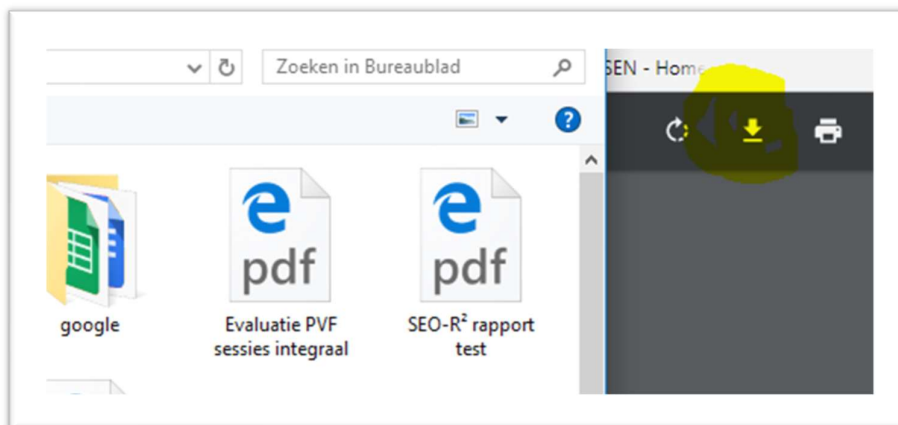 Zoeken in Bureaublad
SEN - Home
?
e
pdf
e
pdf
google
Evaluatie PVF
sessies integraal
SEO-R² rapport
test